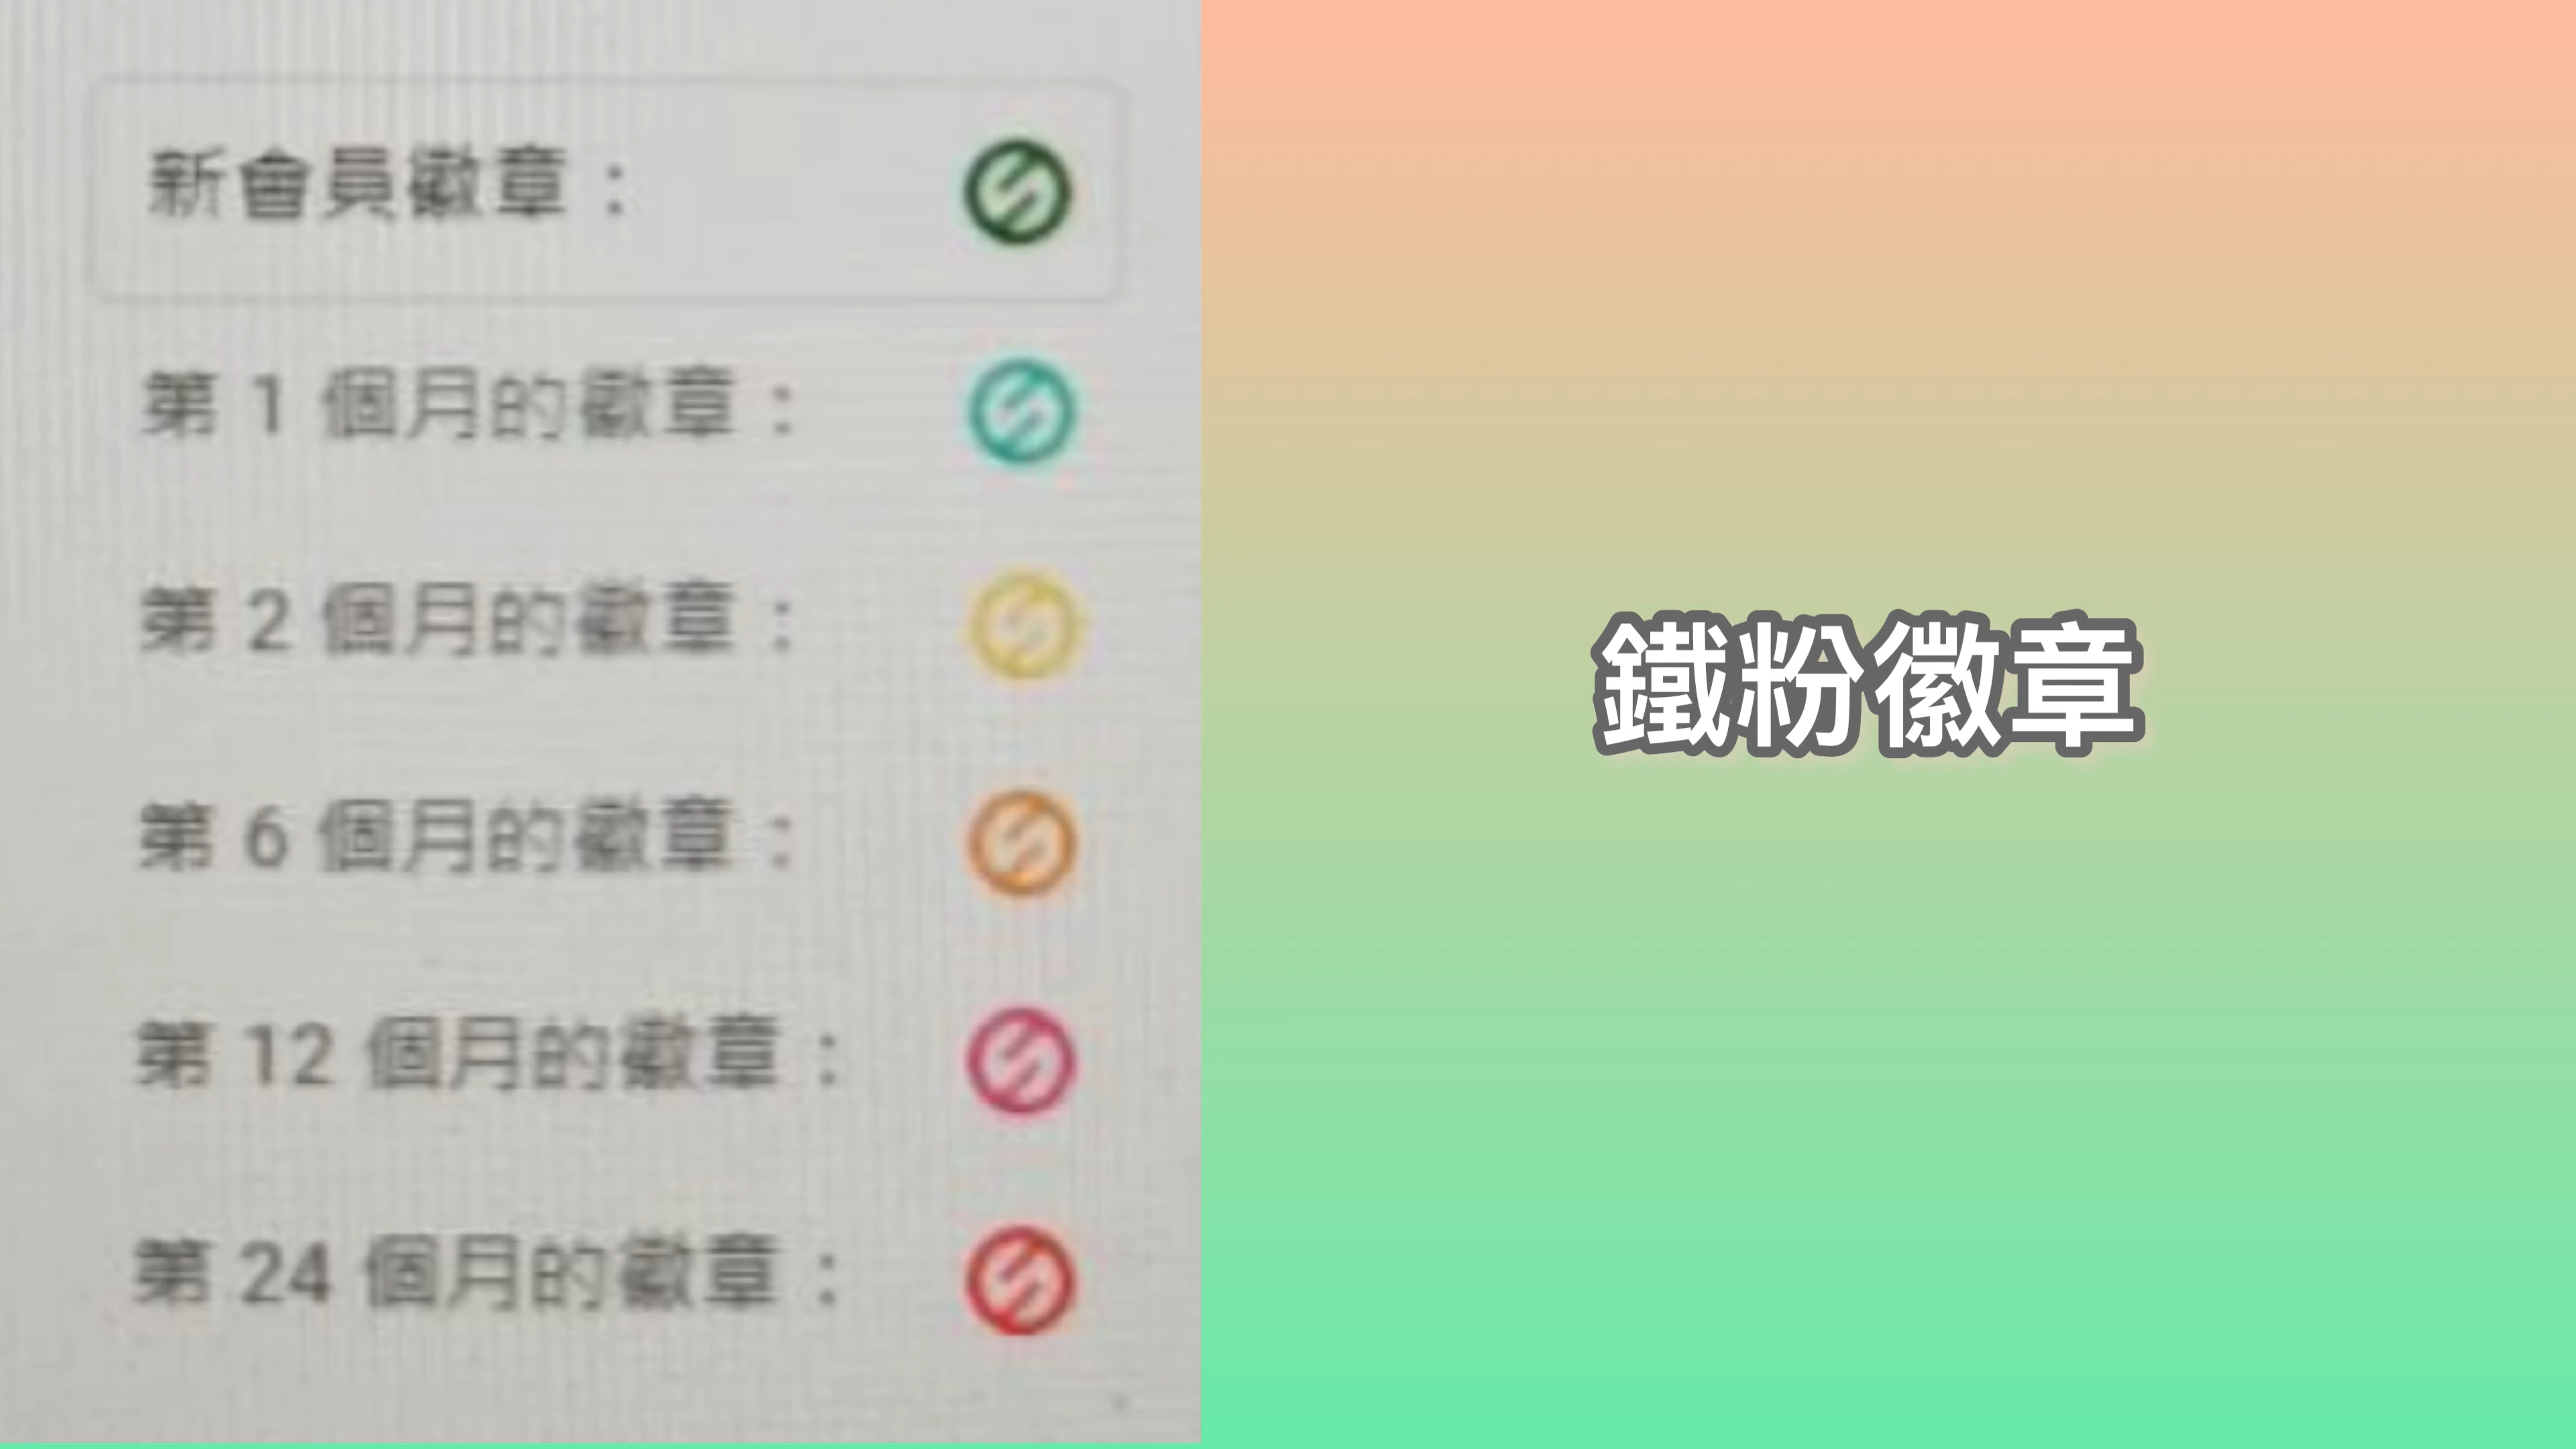 新會員徽章：
第 1 個月的徽章：
第 2 個月的徽章：
第 6 個月的徽章：
第 12 個月的徽章：
第 24 個月的徽章：
鐵粉徽章